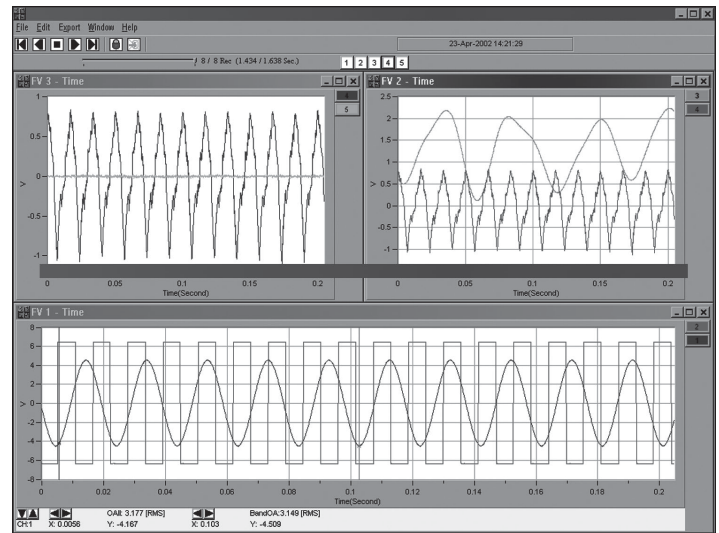 File Edit Export Window Help
23-Apr-2002 14:21:29
8 / 8 Rec (1.434 / 1.638 Sec.)
1 2 3 4 5
FV 3 - Time
4
5
1
0.5
0
-0.5
-1
V
0 0.05 0.1 0.15 0.2
Time(Second)
FV 2 - Time
3
4
2.5
2
1.5
1
0.5
0
-0.5
-1
V
0 0.05 0.1 0.15 0.2
Time(Second)
FV 1 - Time
2
1
8
6
4
2
0
-2
-4
-6
-8
V
0 0.02 0.04 0.06 0.08 0.1 0.12 0.14 0.16 0.18 0.2
Time(Second)
OAll: 3.177 [RMS] BandOA:3.149 [RMS]
CH:1 X: 0.0056 Y: -4.167 X: 0.103 Y: -4.509